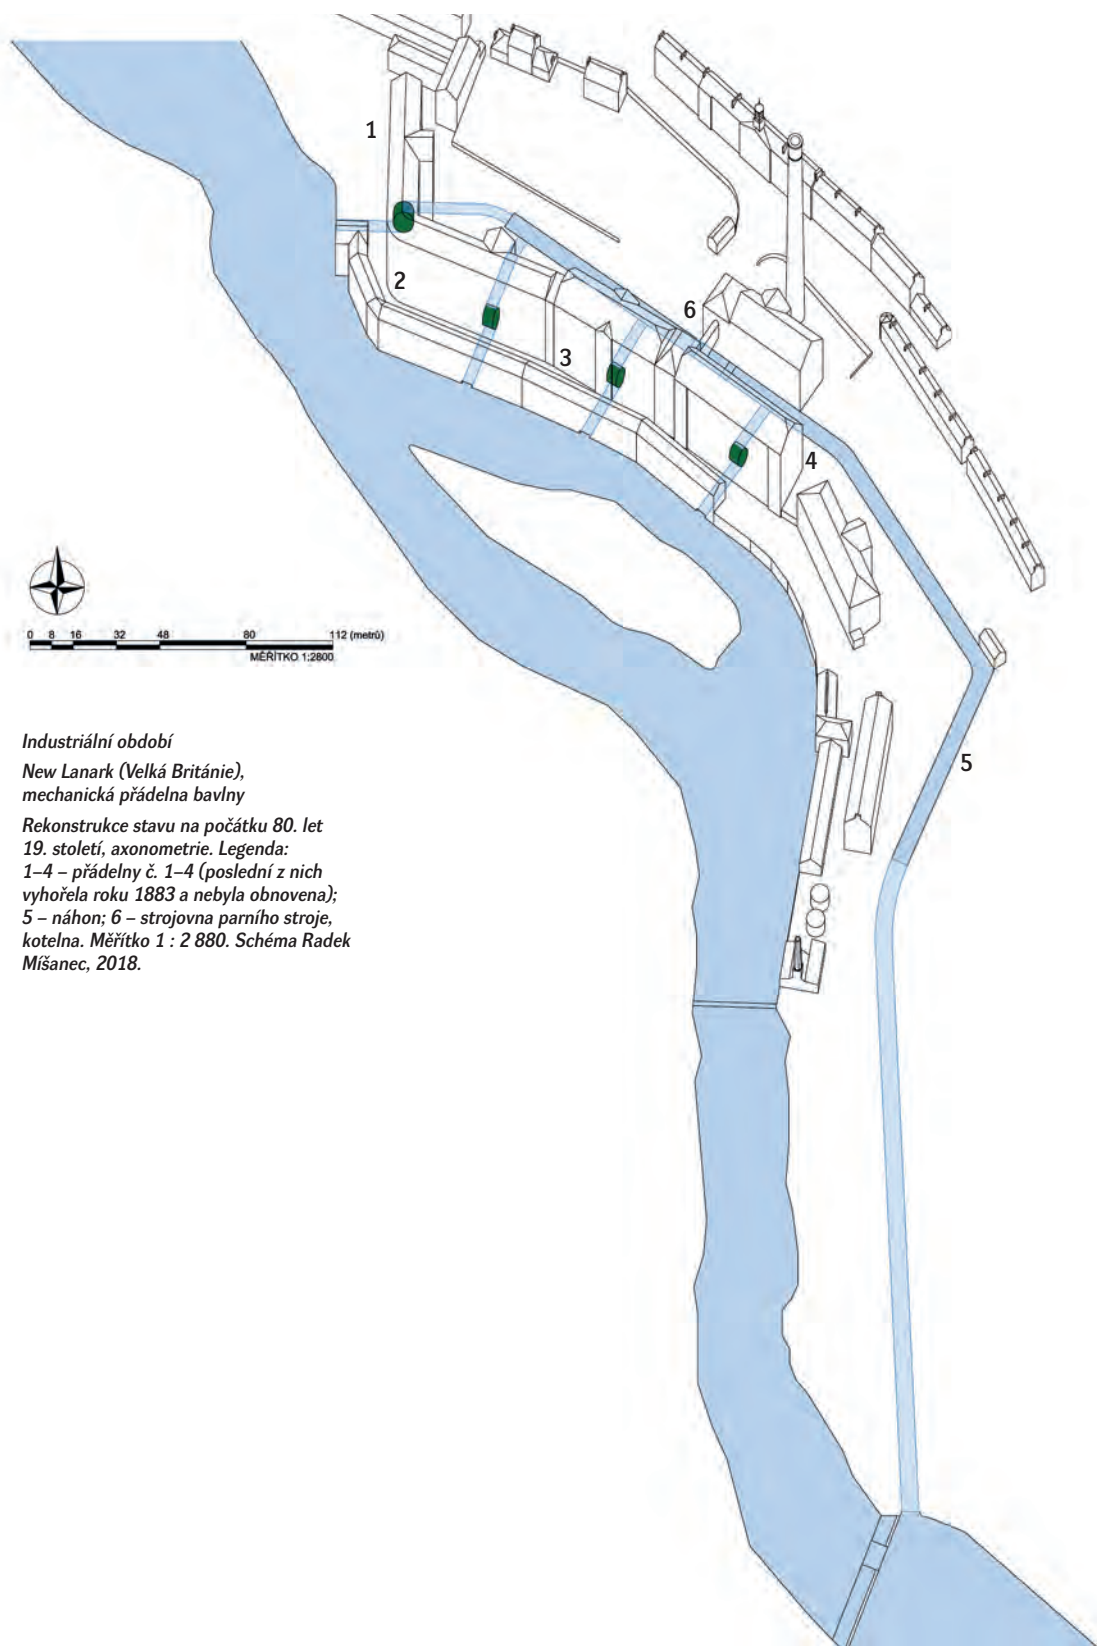 1
2
6
3
4
0 8 16 32 48 80 112 (metrů)
MĚŘÍTKO 1:2800
5
Industriální období
New Lanark (Velká Británie),
mechanická přádelna bavlny
Rekonstrukce stavu na počátku 80. let
19. století, axonometrie. Legenda:
1–4 – přádelny č. 1–4 (poslední z nich
vyhořela roku 1883 a nebyla obnovena);
5 – náhon; 6 – strojovna parního stroje,
kotelna. Měřítko 1 : 2 880. Schéma Radek
Míšanec, 2018.